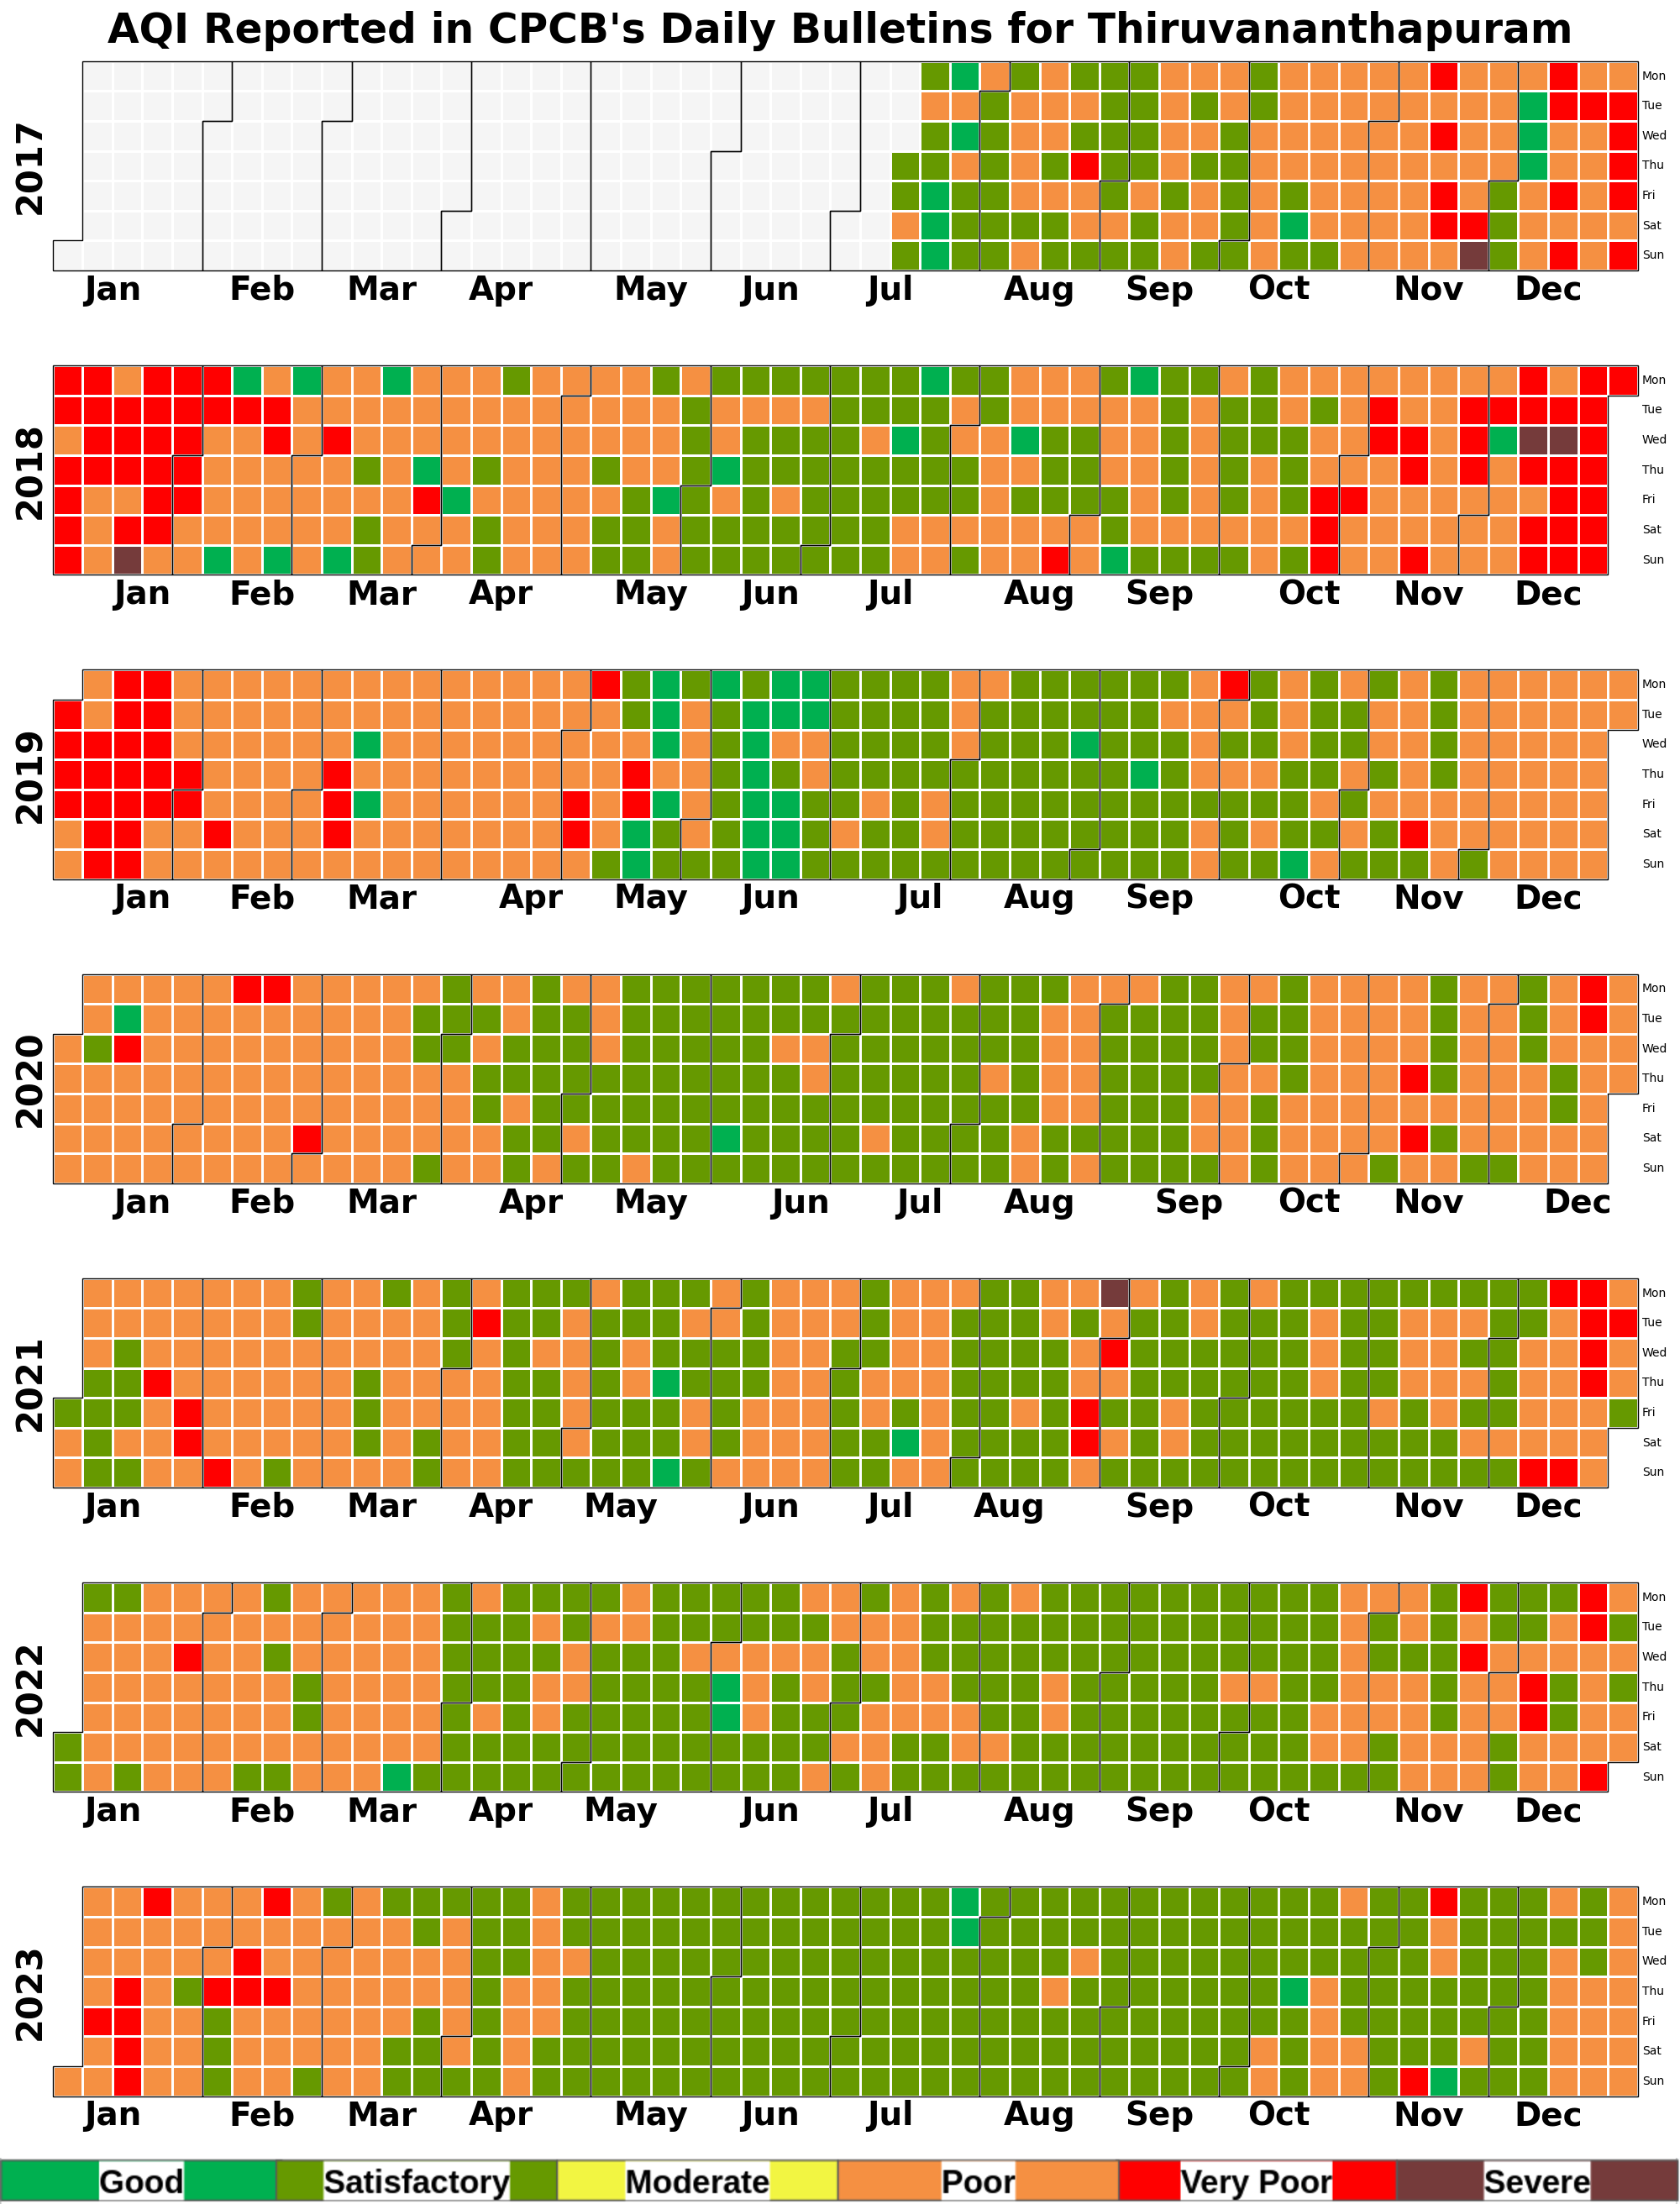 AQI Reported in CPCB's Daily Bulletins for Thiruvananthapuram
2017
Mon
Tue
Wed
Thu
Fri
Sat
Sun
Jan Feb Mar Apr May Jun Jul Aug Sep Oct Nov Dec
2018
Mon
Tue
Wed
Thu
Fri
Sat
Sun
Jan Feb Mar Apr May Jun Jul Aug Sep Oct Nov Dec
2019
Mon
Tue
Wed
Thu
Fri
Sat
Sun
Jan Feb Mar Apr May Jun Jul Aug Sep Oct Nov Dec
2020
Mon
Tue
Wed
Thu
Fri
Sat
Sun
Jan Feb Mar Apr May Jun Jul Aug Sep Oct Nov Dec
2021
Mon
Tue
Wed
Thu
Fri
Sat
Sun
Jan Feb Mar Apr May Jun Jul Aug Sep Oct Nov Dec
2022
Mon
Tue
Wed
Thu
Fri
Sat
Sun
Jan Feb Mar Apr May Jun Jul Aug Sep Oct Nov Dec
2023
Mon
Tue
Wed
Thu
Fri
Sat
Sun
Jan Feb Mar Apr May Jun Jul Aug Sep Oct Nov Dec
Good Satisfactory Moderate Poor Very Poor Severe